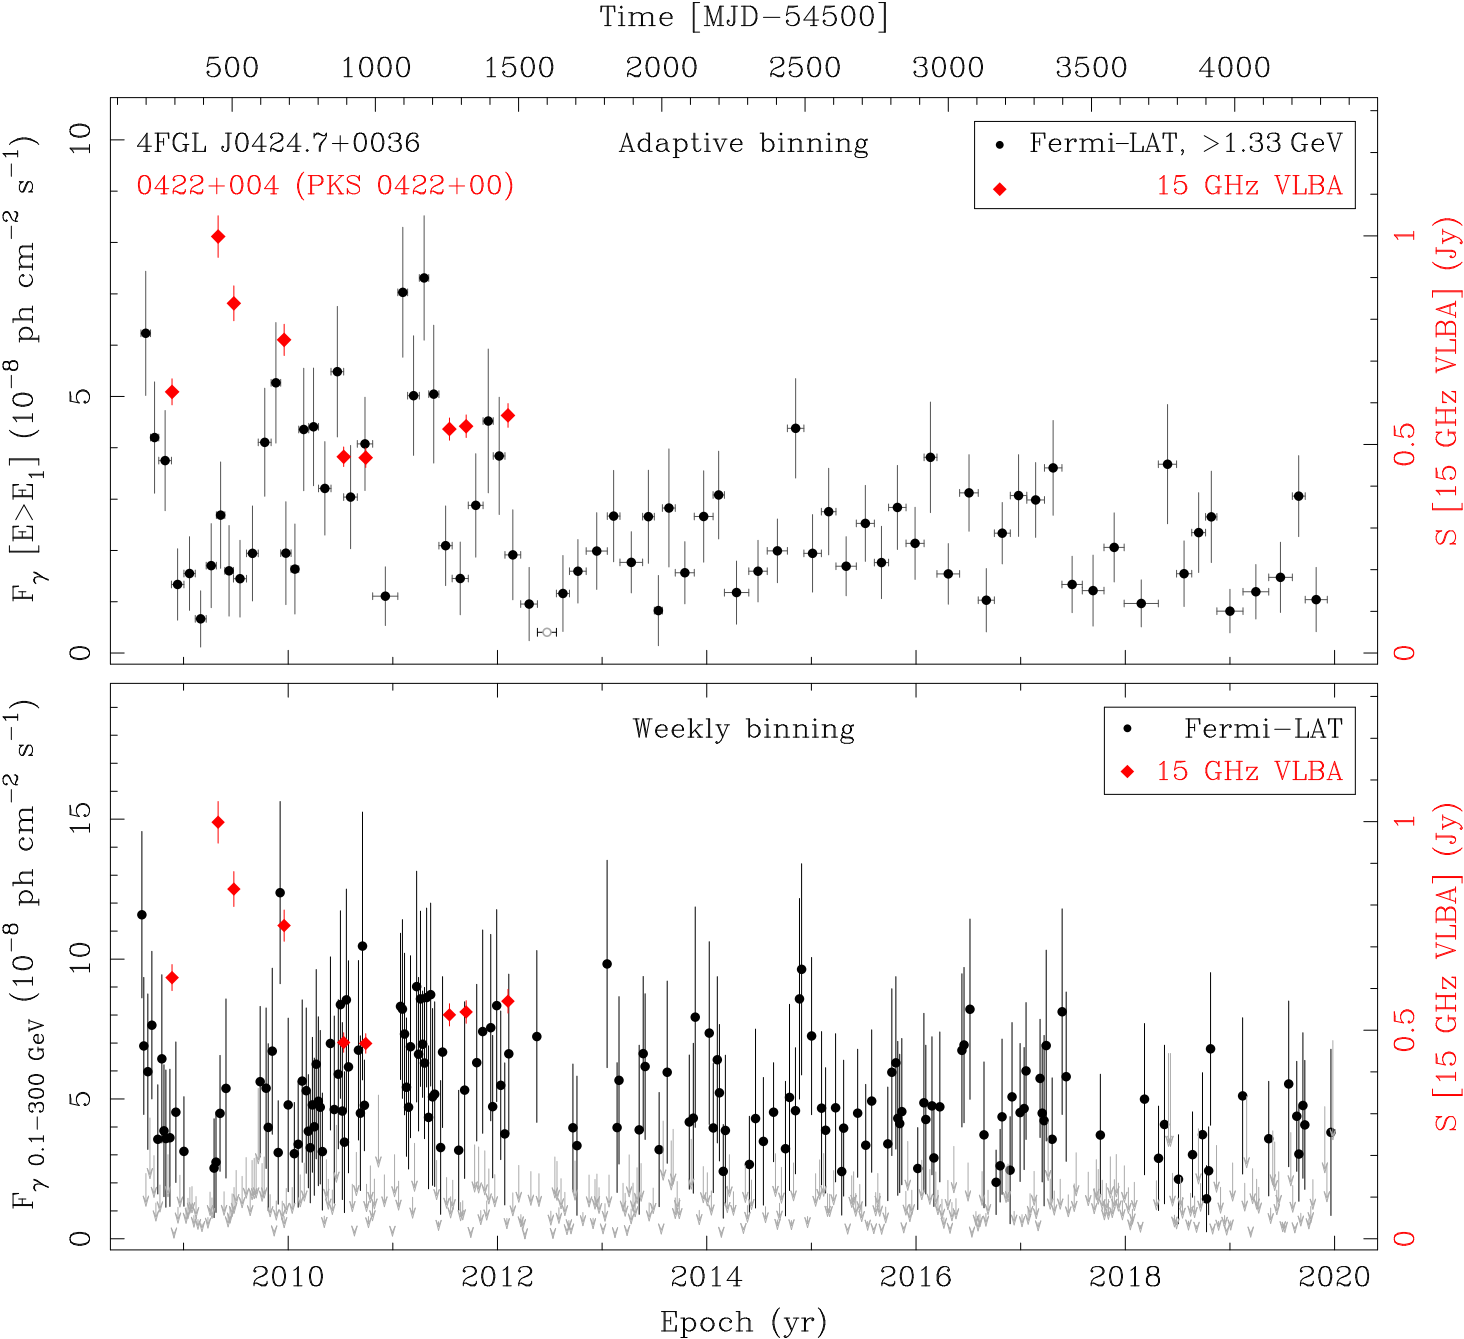 Time [MJD−54500]
500 1000 1500 2000 2500 3000 3500 4000
4FGL J0424.7+0036
0422+004 (PKS 0422+00)
Adaptive binning
Fermi−LAT, >1.33 GeV
15 GHz VLBA
F γ [E>E1] (10−8 ph cm−2 s−1)
10
5
0
S [15 GHz VLBA] (Jy)
1
0.5
0
Weekly binning
Fermi−LAT
15 GHz VLBA
F γ 0.1−300 GeV (10−8 ph cm−2 s−1)
15
10
5
0
S [15 GHz VLBA] (Jy)
1
0.5
0
2010 2012 2014 2016 2018 2020
Epoch (yr)